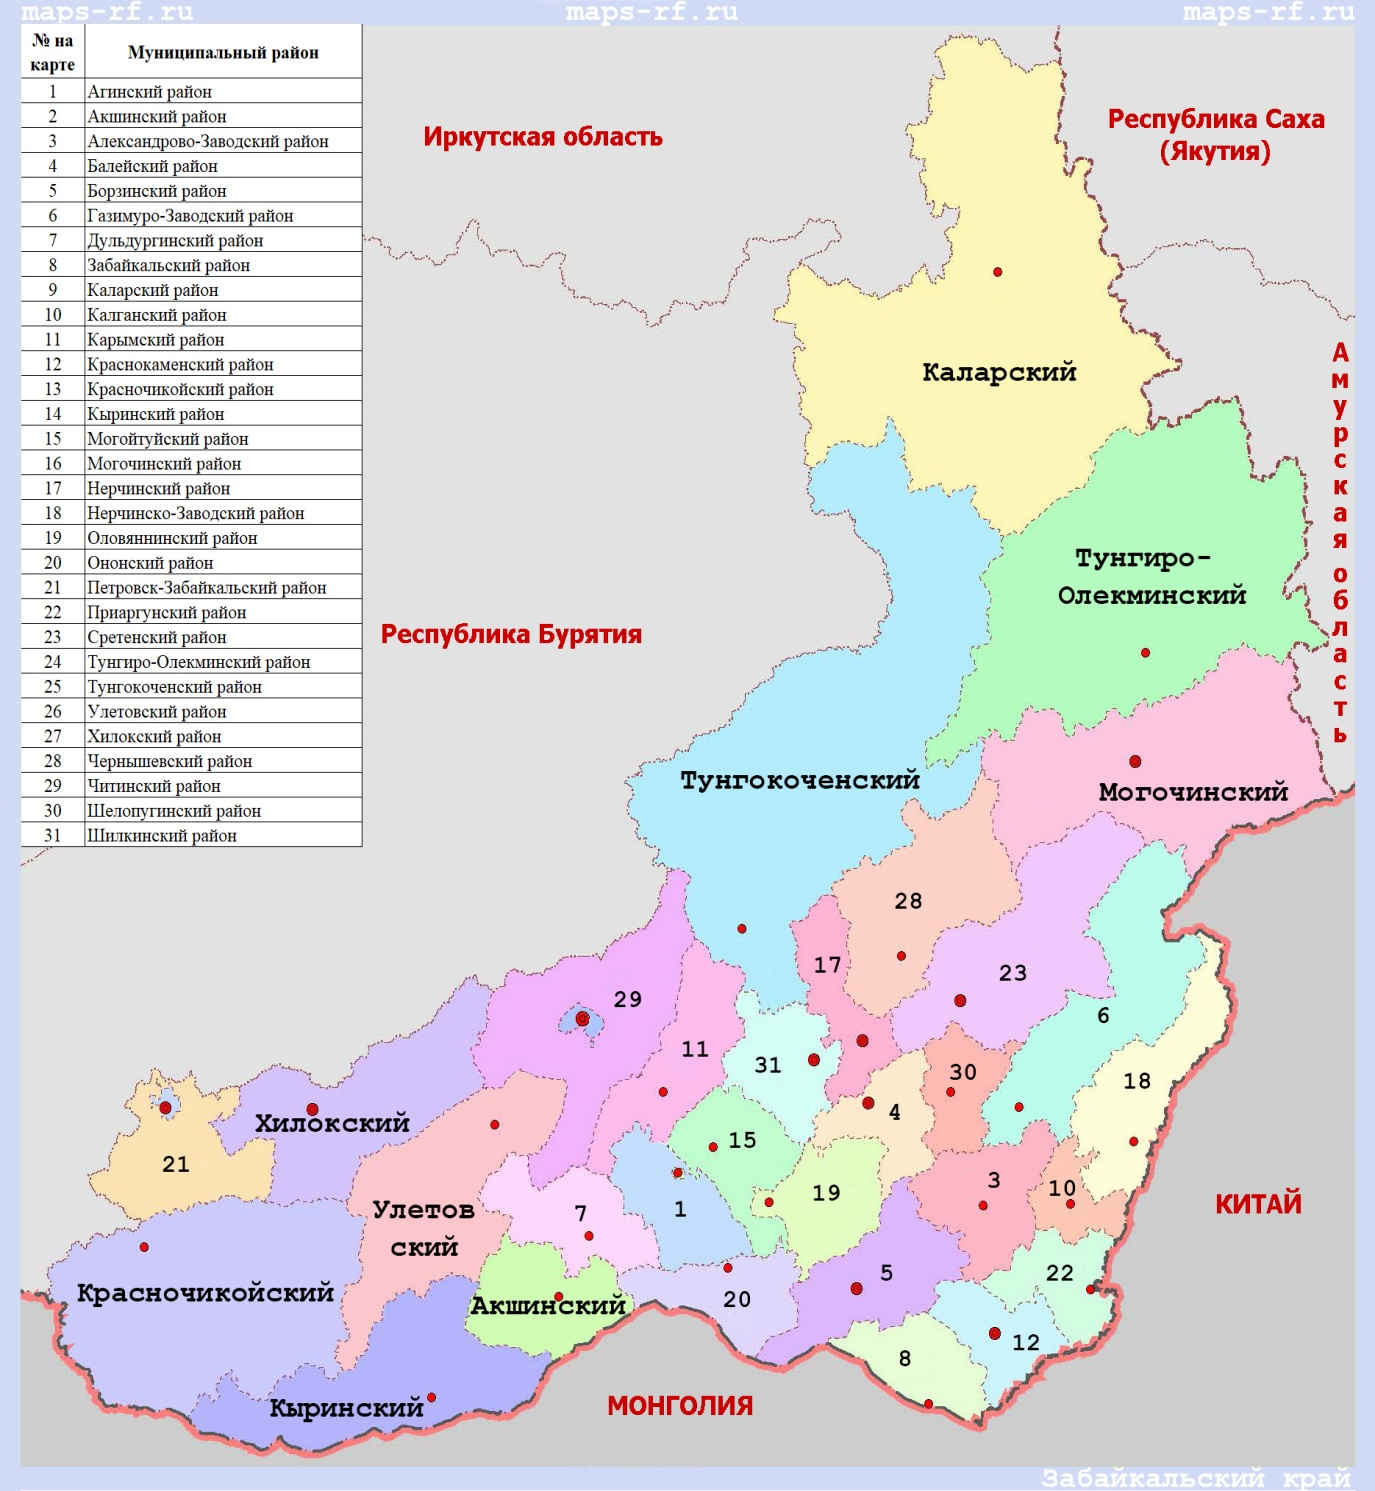 maps-rf.ru maps-rf.ru maps-rf.ru
№ на карте Муниципальный район
1 Агинский район
2 Акшинский район
3 Александрово-Заводский район
4 Балейский район
5 Борзинский район
6 Газимуро-Заводский район
7 Дульдургинский район
8 Забайкальский район
9 Каларский район
10 Калганский район
11 Карымский район
12 Краснокаменский район
13 Красночикойский район
14 Кыринский район
15 Могойтуйский район
16 Могочинский район
17 Нерчинский район
18 Нерчинско-Заводский район
19 Оловяннинский район
20 Ононский район
21 Петровск-Забайкальский район
22 Приаргунский район
23 Сретенский район
24 Тунгиро-Олекминский район
25 Тунгокоченский район
26 Улетовский район
27 Хилокский район
28 Чернышевский район
29 Читинский район
30 Шелопугинский район
31 Шилкинский район
Иркутская область
Республика Саха
(Якутия)
Амурская область
Каларский
Тунгиро-
Олекминский
Республика Бурятия
Тунгокоченский
Могочинский
28
17
23
29
6
11
31
30
18
4
Хилокский
15
21
3
10
19
1
Улетов
ский
7
КИТАЙ
5
22
Красночикойский
Акшинский
20
12
8
Кыринский
МОНГОЛИЯ
Забайкальский край